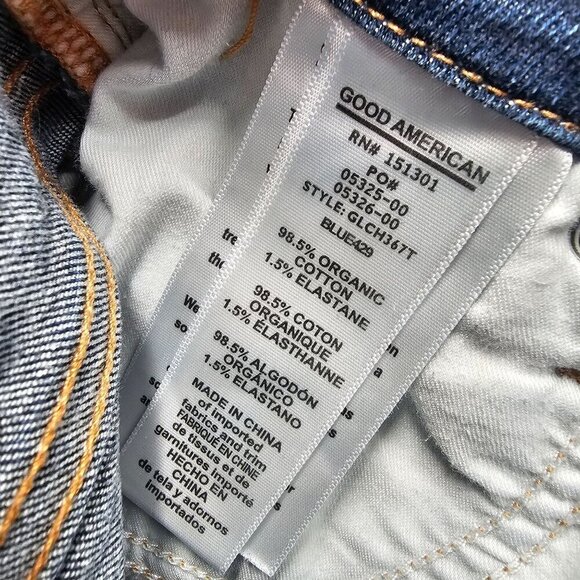 GOOD AMERICAN
RN# 151301
PO#
05325-00
05326-00
STYLE: GLCH367T
BLUE429
98.5% ORGANIC
COTTON
1.5% ELASTANE
98.5% COTON
ORGANIQUE
1.5% ÉLASTHANNE
98.5% ALGODÓN
ORGÁNICO
1.5% ELASTANO
MADE IN CHINA
of imported
fabrics and trim
FABRIQUÉ EN CHINE
de tissus et de
garnitures importé
HECHO EN
CHINA
de tela y adornos
importados